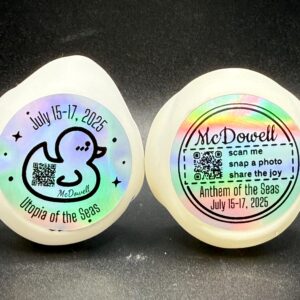 July 15-17, 2025
McDowell
Utopia of the Seas
McDowell
scan me
snap a photo
share the joy
Anthem of the Seas
July 15-17, 2025